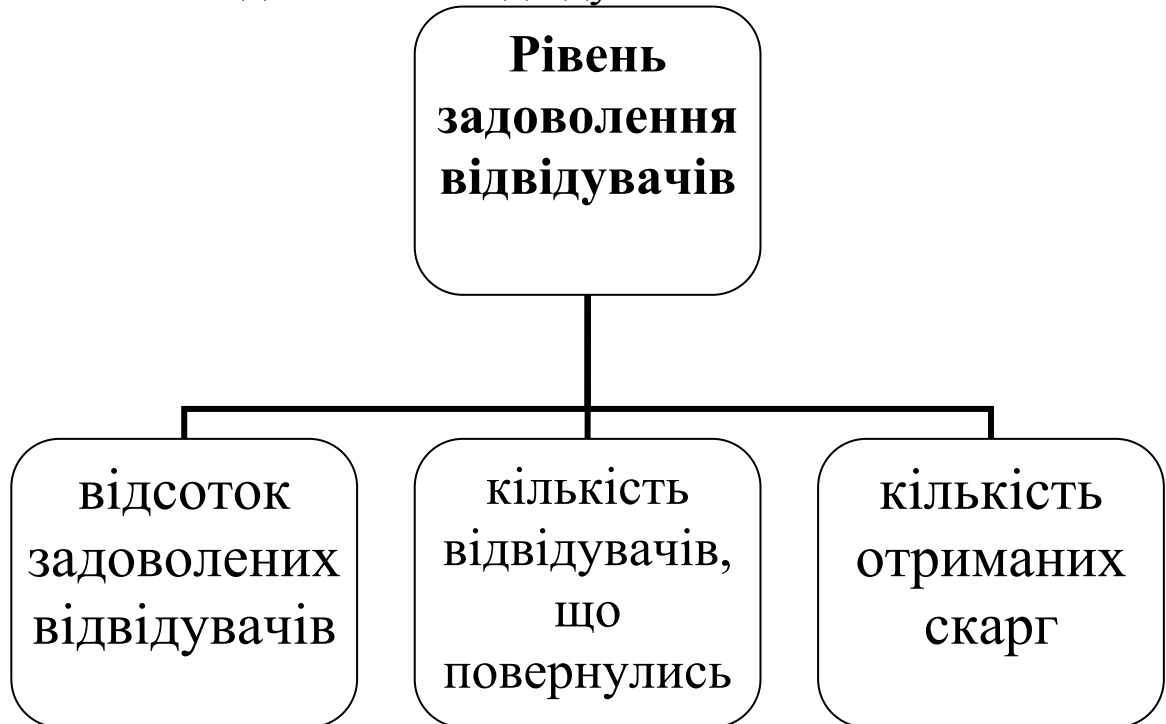 Рівень
задоволення
відвідувачів
відсоток
задоволених
відвідувачів
кількість
відвідувачів,
що
повернулись
кількість
отриманих
скарг